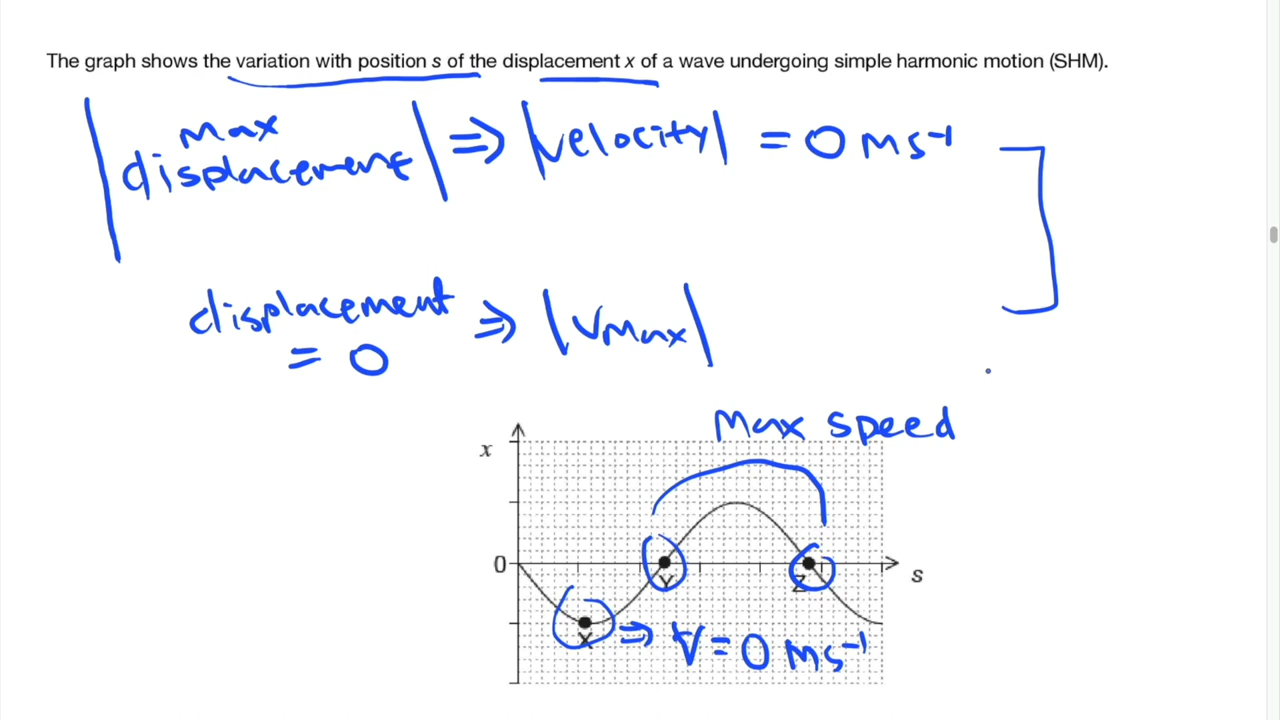 The graph shows the variation with position s of the displacement x of a wave undergoing simple harmonic motion (SHM).
|max displacement| ⇒ |velocity| = 0 ms⁻¹
displacement = 0 ⇒ |vmax|
Max speed
x
0
Y
Z
s
X ⇒ V = 0 ms⁻¹